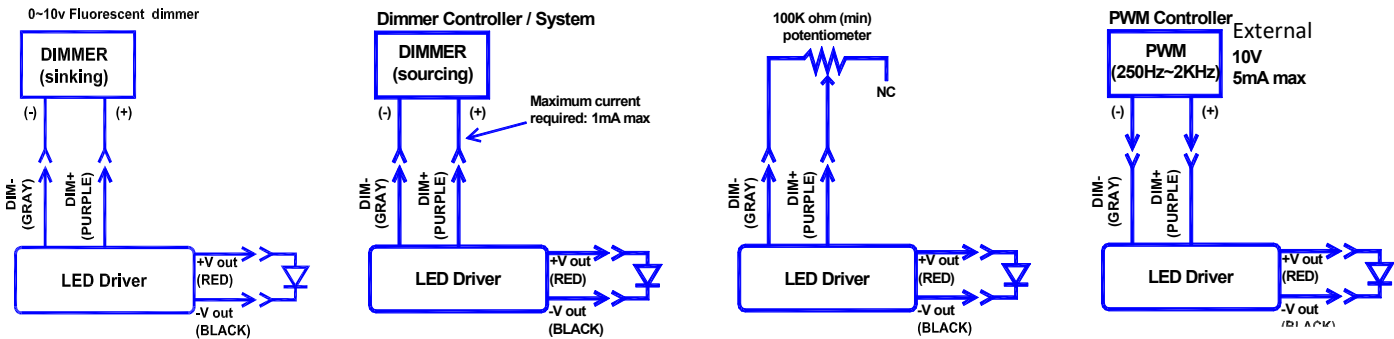 0~10v Fluorescent dimmer
DIMMER
(sinking)
(-)
(+)
DIM-
(GRAY)
DIM+
(PURPLE)
LED Driver
+V out
(RED)
-V out
(BLACK)
Dimmer Controller / System
DIMMER
(sourcing)
(-)
(+)
Maximum current
required: 1mA max
DIM-
(GRAY)
DIM+
(PURPLE)
LED Driver
+V out
(RED)
-V out
(BLACK)
100K ohm (min)
potentiometer
NC
DIM-
(GRAY)
DIM+
(PURPLE)
LED Driver
+V out
(RED)
-V out
(BLACK)
PWM Controller
External
PWM
(250Hz~2KHz)
10V
5mA max
(-)
(+)
DIM-
(GRAY)
DIM+
(PURPLE)
LED Driver
+V out
(RED)
-V out
(BLACK)